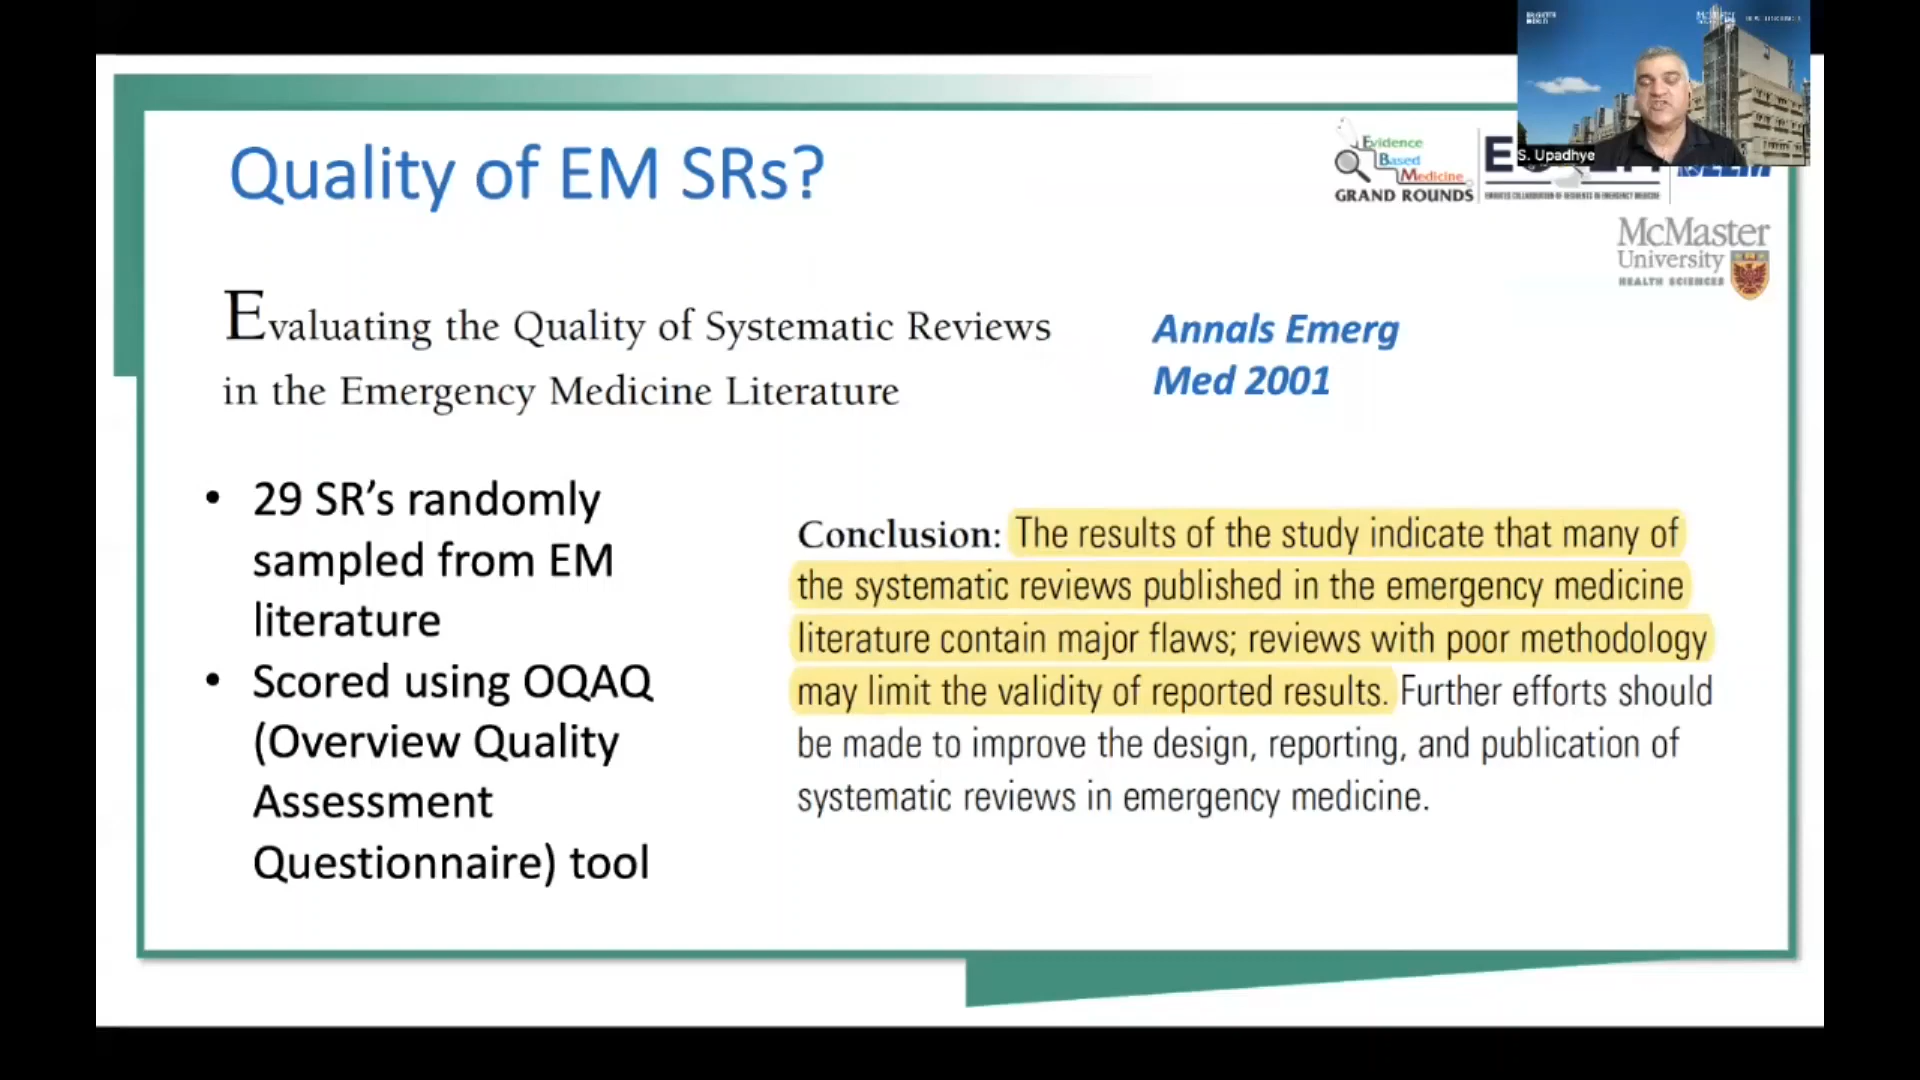 Quality of EM SRs?
Evidence
Based
Medicine
GRAND ROUNDS
S. Upadhye
McMaster
University
HEALTH SCIENCES
Evaluating the Quality of Systematic Reviews
in the Emergency Medicine Literature
Annals Emerg
Med 2001
• 29 SR’s randomly
sampled from EM
literature
• Scored using OQAQ
(Overview Quality
Assessment
Questionnaire) tool
Conclusion: The results of the study indicate that many of
the systematic reviews published in the emergency medicine
literature contain major flaws; reviews with poor methodology
may limit the validity of reported results. Further efforts should
be made to improve the design, reporting, and publication of
systematic reviews in emergency medicine.